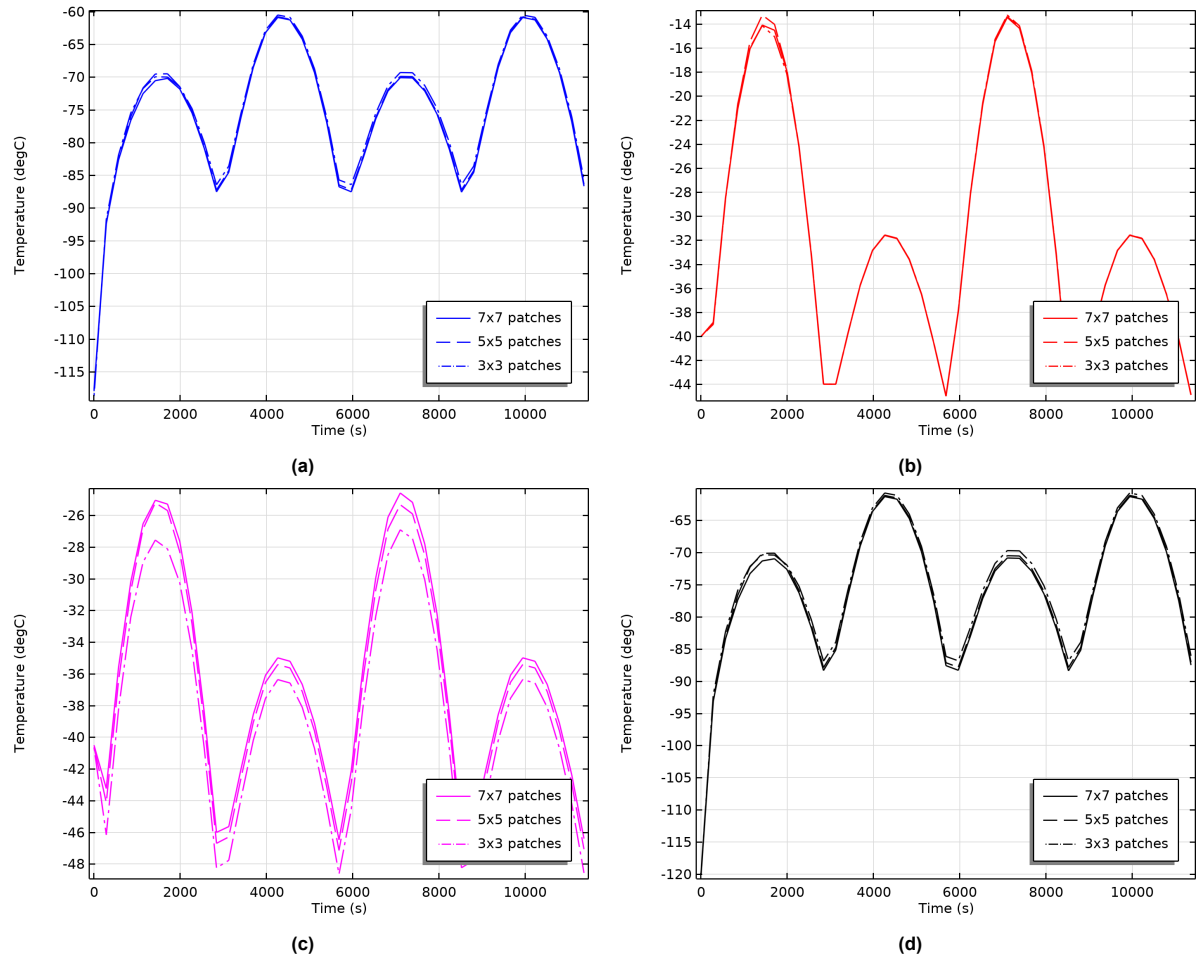 -60
-65
-70
-75
-80
-85
-90
-95
-100
-105
-110
-115
Temperature (degC)
0 2000 4000 6000 8000 10000
Time (s)
7x7 patches
5x5 patches
3x3 patches
(a)
-14
-16
-18
-20
-22
-24
-26
-28
-30
-32
-34
-36
-38
-40
-42
-44
Temperature (degC)
0 2000 4000 6000 8000 10000
Time (s)
7x7 patches
5x5 patches
3x3 patches
(b)
-26
-28
-30
-32
-34
-36
-38
-40
-42
-44
-46
-48
Temperature (degC)
0 2000 4000 6000 8000 10000
Time (s)
7x7 patches
5x5 patches
3x3 patches
(c)
-65
-70
-75
-80
-85
-90
-95
-100
-105
-110
-115
-120
Temperature (degC)
0 2000 4000 6000 8000 10000
Time (s)
7x7 patches
5x5 patches
3x3 patches
(d)